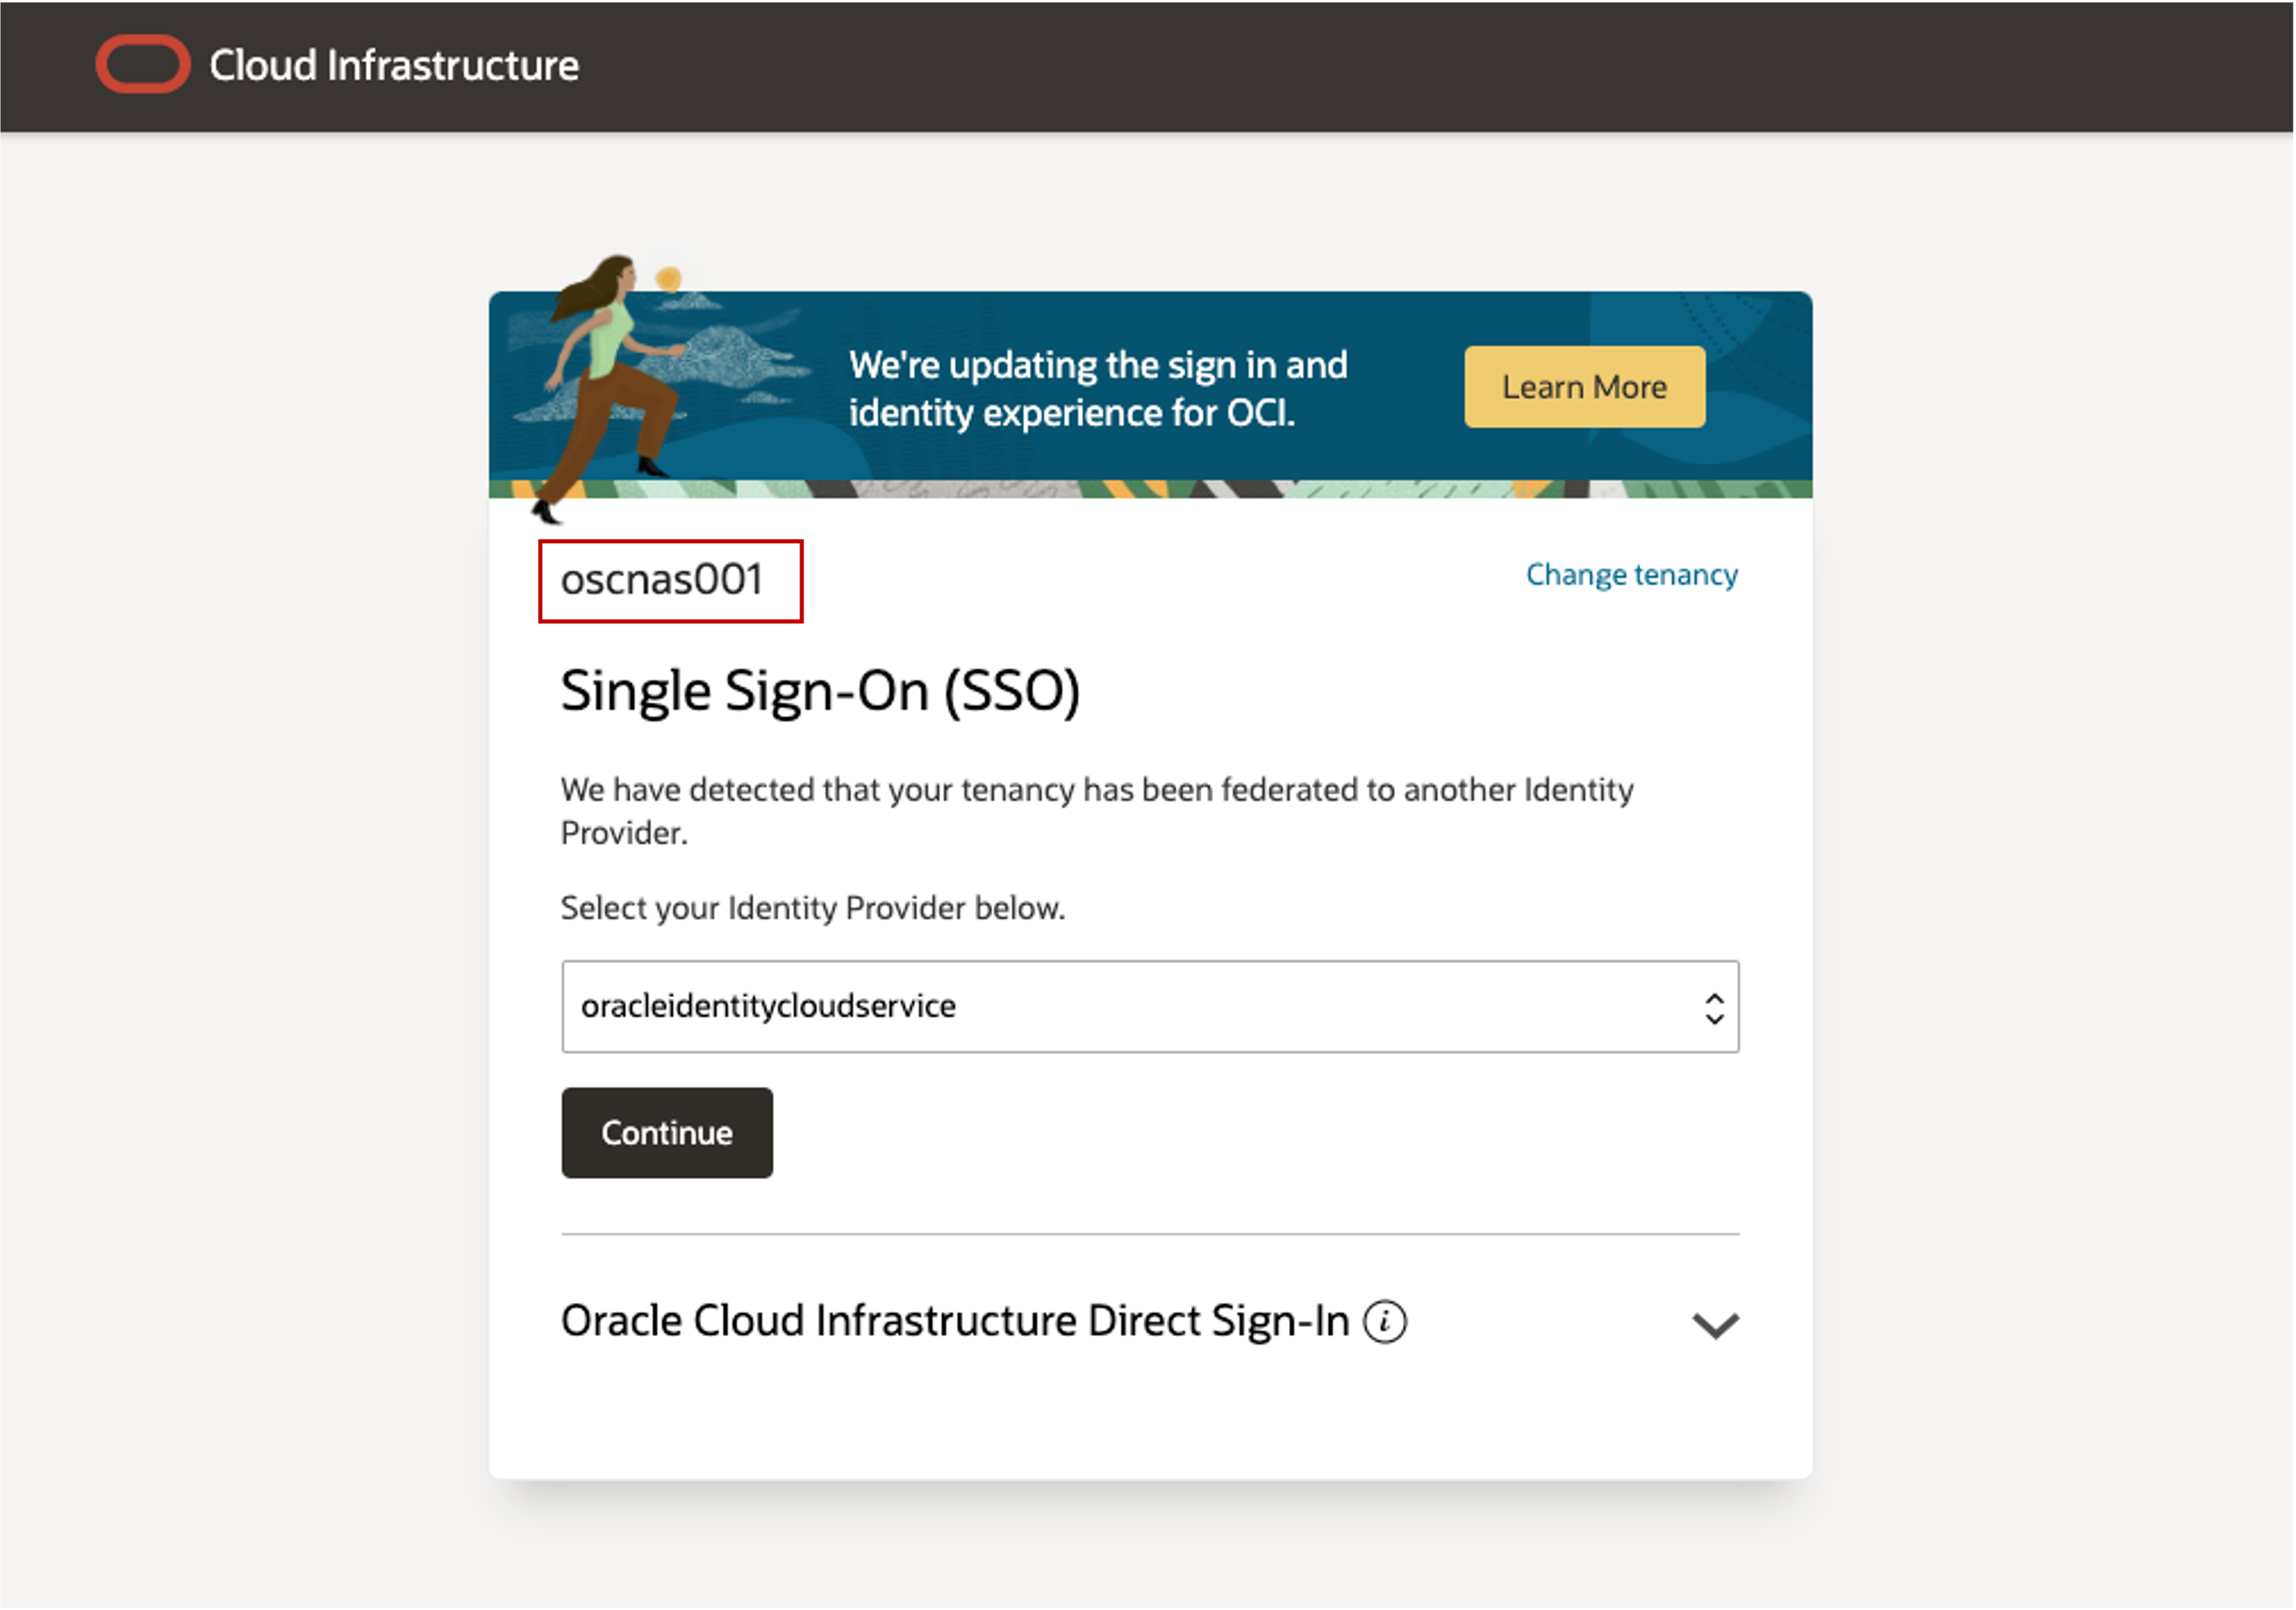 Cloud Infrastructure
We're updating the sign in and
identity experience for OCI.
Learn More
oscnas001
Change tenancy
Single Sign-On (SSO)
We have detected that your tenancy has been federated to another Identity
Provider.
Select your Identity Provider below.
oracleidentitycloudservice
Continue
Oracle Cloud Infrastructure Direct Sign-In i